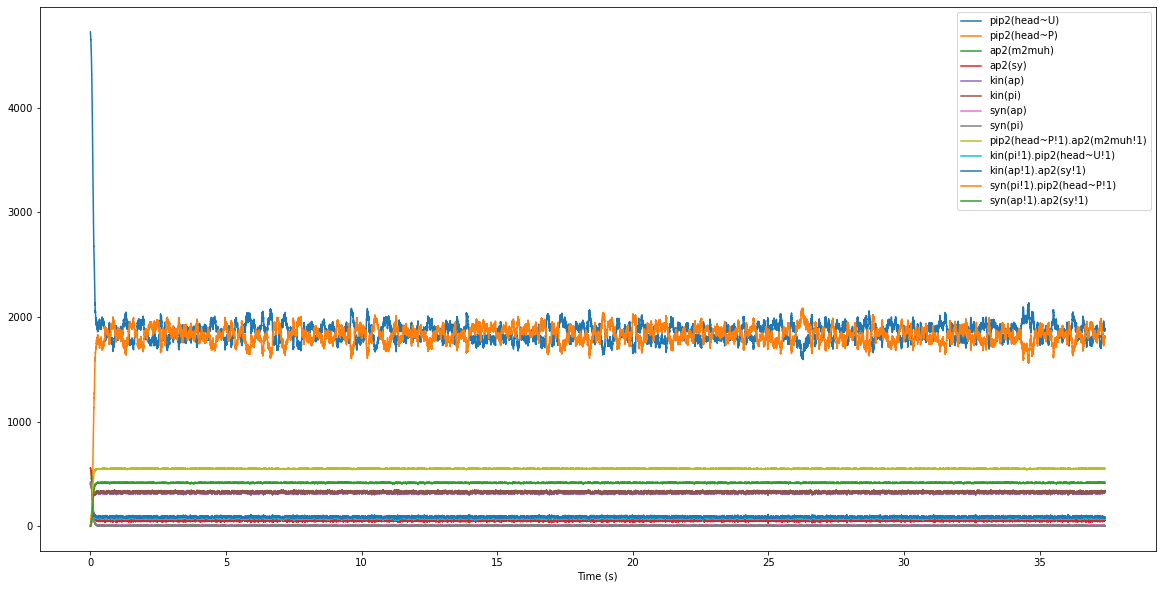 pip2(head~U)
pip2(head~P)
ap2(m2muh)
ap2(sy)
kin(ap)
kin(pi)
syn(ap)
syn(pi)
pip2(head~P!1).ap2(m2muh!1)
kin(pi!1).pip2(head~U!1)
kin(ap!1).ap2(sy!1)
syn(pi!1).pip2(head~P!1)
syn(ap!1).ap2(sy!1)
4000
3000
2000
1000
0
0 5 10 15 20 25 30 35
Time (s)